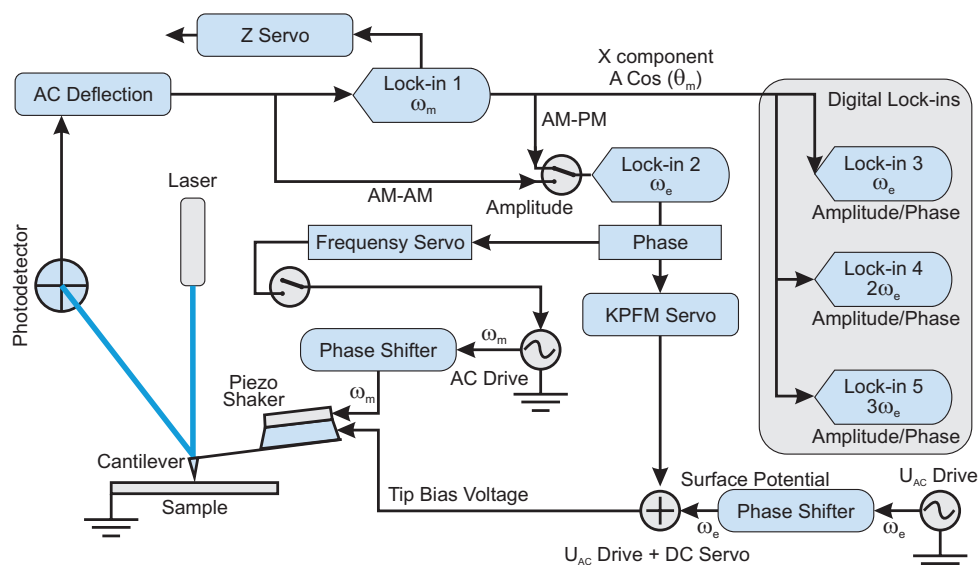 Z Servo
AC Deflection
Lock-in 1
ωₘ
X component
A Cos (θₘ)
Digital Lock-ins
AM-PM
Lock-in 2
ωₑ
Lock-in 3
ωₑ
Amplitude/Phase
Laser
AM-AM
Amplitude
Frequensy Servo
Phase
Lock-in 4
2ωₑ
Amplitude/Phase
Photodetector
KPFM Servo
Phase Shifter
ωₘ
AC Drive
Lock-in 5
3ωₑ
Amplitude/Phase
Piezo
Shaker
ωₘ
Cantilever
Sample
Tip Bias Voltage
Surface Potential
U_AC Drive
Phase Shifter
ωₑ
ωₑ
U_AC Drive + DC Servo